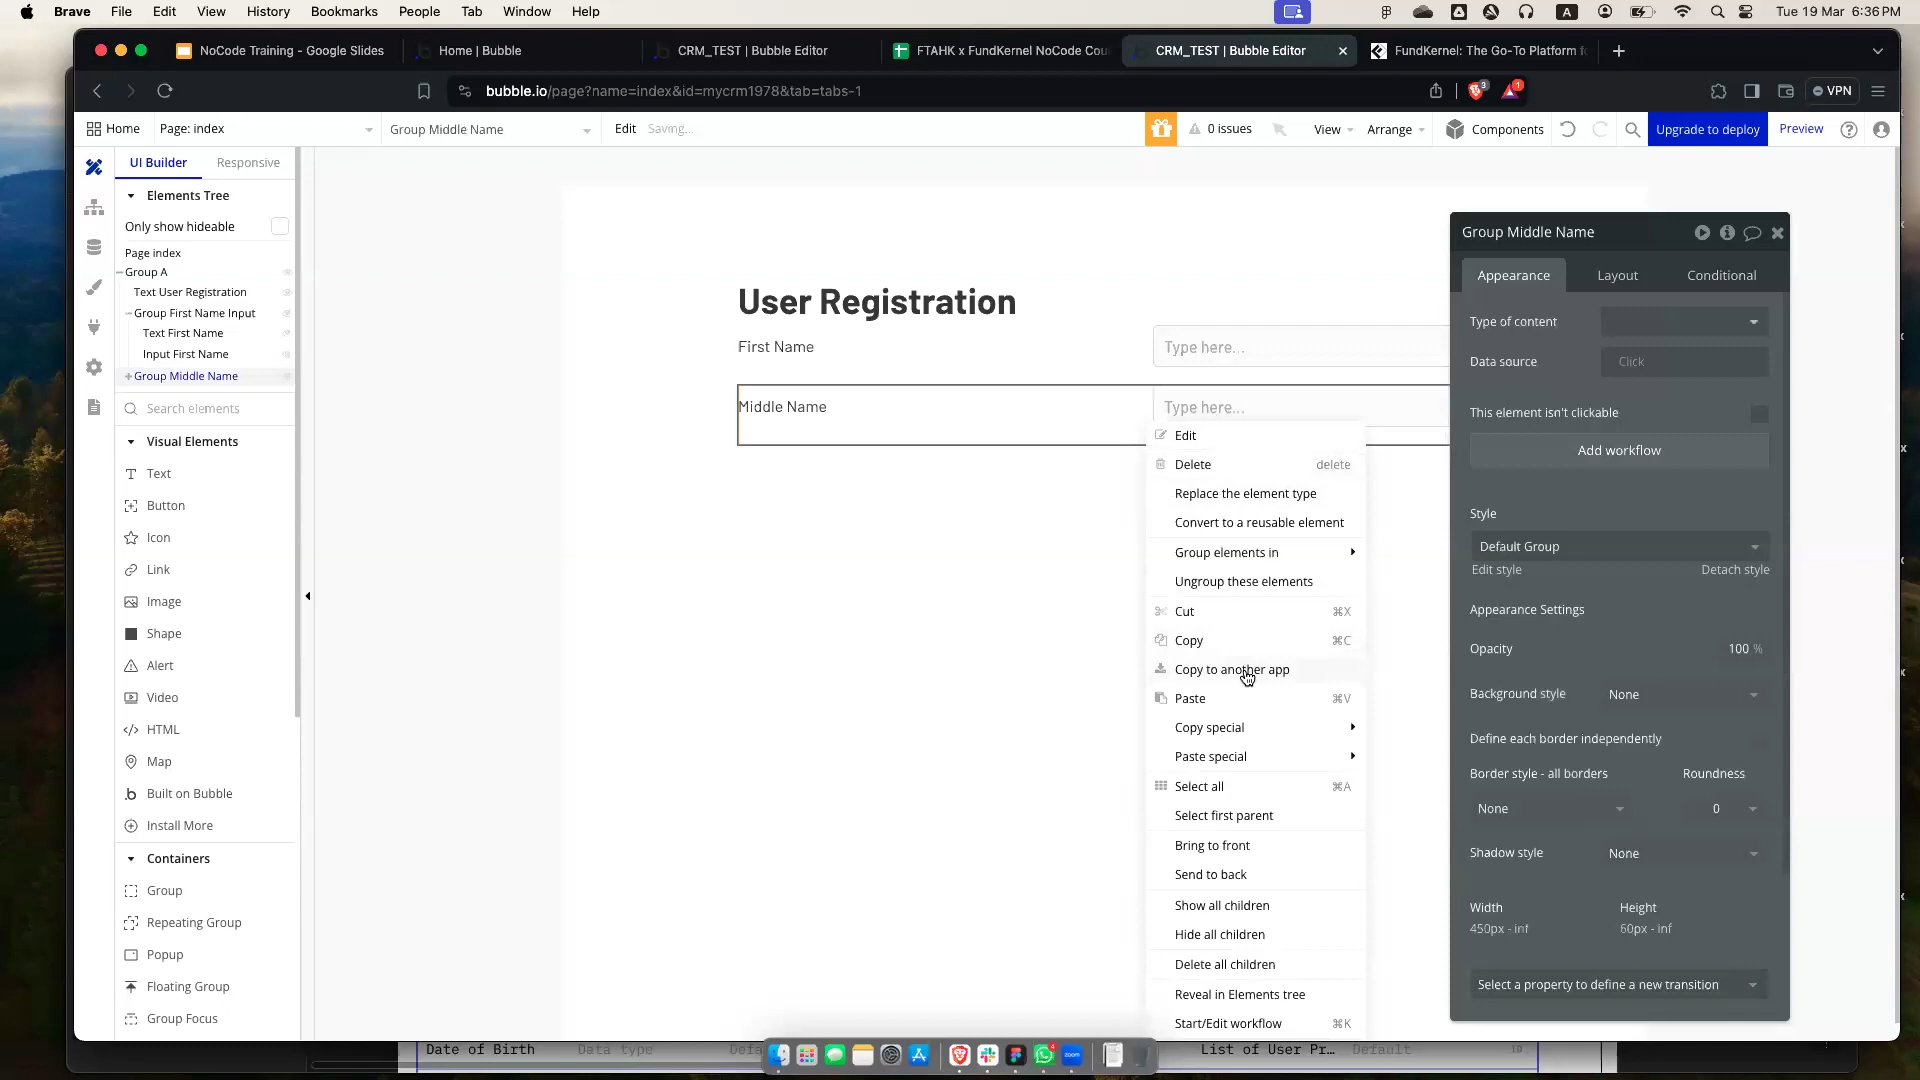 Brave File Edit View History Bookmarks People Tab Window Help
A
Tue 19 Mar 6:36 PM
NoCode Training - Google Slides
Home | Bubble
CRM_TEST | Bubble Editor
FTAHK x FundKernel NoCode Cou
CRM_TEST | Bubble Editor
FundKernel: The Go-To Platform fo
bubble.io/page?name=index&id=mycrm1978&tab=tabs-1
3
1
VPN
Home
Page: index
Group Middle Name
Edit
Saving...
0 issues
View
Arrange
Components
Upgrade to deploy
Preview
UI Builder
Responsive
Elements Tree
Only show hideable
Page index
Group A
Text User Registration
Group First Name Input
Text First Name
Input First Name
Group Middle Name
Search elements
Visual Elements
Text
Button
Icon
Link
Image
Shape
Alert
Video
HTML
Map
Built on Bubble
Install More
Containers
Group
Repeating Group
Popup
Floating Group
Group Focus
User Registration
First Name
Type here...
Middle Name
Type here...
Edit
Delete delete
Replace the element type
Convert to a reusable element
Group elements in
Ungroup these elements
Cut ⌘X
Copy ⌘C
Copy to another app
Paste ⌘V
Copy special
Paste special
Select all ⌘A
Select first parent
Bring to front
Send to back
Show all children
Hide all children
Delete all children
Reveal in Elements tree
Start/Edit workflow ⌘K
Group Middle Name
Appearance
Layout
Conditional
Type of content
Data source Click
This element isn't clickable
Add workflow
Style
Default Group
Edit style Detach style
Appearance Settings
Opacity 100 %
Background style None
Define each border independently
Border style - all borders Roundness
None 0
Shadow style None
Width Height
450px - inf 60px - inf
Select a property to define a new transition
Date of Birth Data type
List of User Pr... Default
zoom